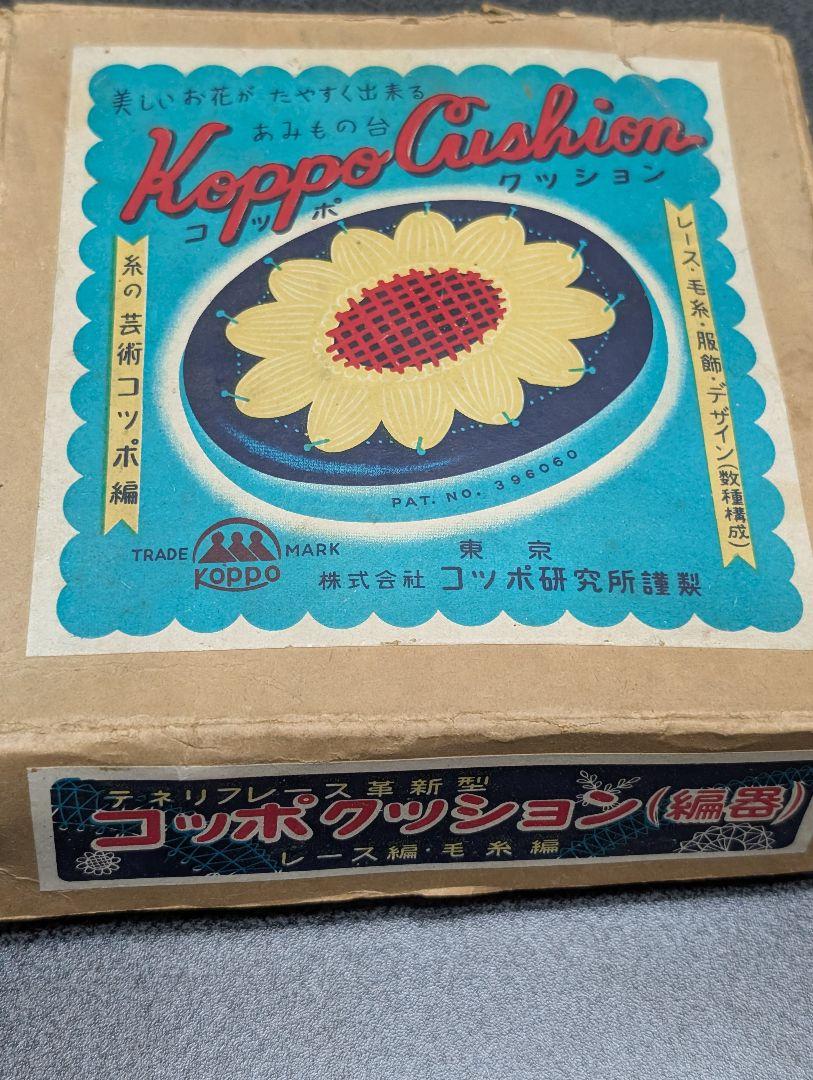 美しいお花が たやすく出来る
あみもの台
Koppo Cushion
コッポ クッション
糸の芸術コッポ編
レース・毛糸・服飾・デザイン(数種構成)
PAT. NO. 396060
TRADE MARK
KOPPO
東京
株式会社 コッポ研究所謹製
テネリフレース革新型
コッポクッション(編器)
レース編・毛糸編